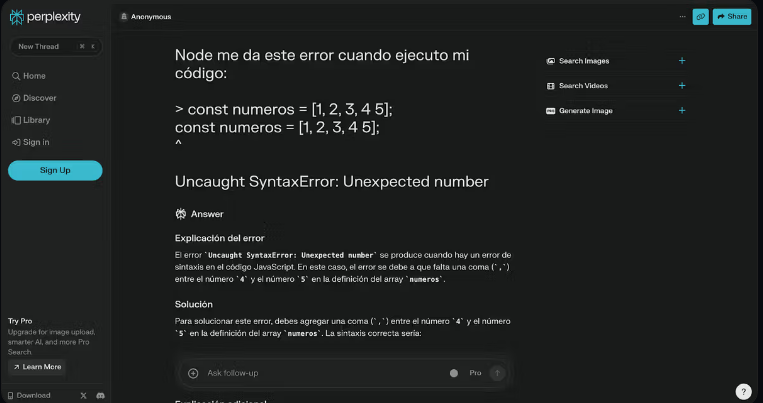 perplexity
New Thread
Home
Discover
Library
Sign in
Sign Up
Try Pro
Upgrade for image upload,
smarter AI, and more Pro
Search.
Learn More
Download
Anonymous
Share
Node me da este error cuando ejecuto mi
código:
> const numeros = [1, 2, 3, 4 5];
const numeros = [1, 2, 3, 4 5];
^
Uncaught SyntaxError: Unexpected number
Answer
Explicación del error
El error `Uncaught SyntaxError: Unexpected number` se produce cuando hay un error de
sintaxis en el código JavaScript. En este caso, el error se debe a que falta una coma (`,`)
entre el número `4` y el número `5` en la definición del array `numeros`.
Solución
Para solucionar este error, debes agregar una coma (`,`) entre el número `4` y el número
`5` en la definición del array `numeros`. La sintaxis correcta sería:
Ask follow-up
Pro
Explicación adicional
Search Images
Search Videos
Generate Image
?